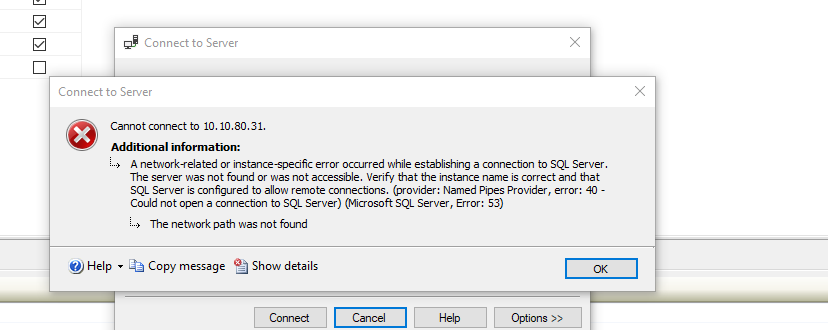 Connect to Server
Connect to Server
Cannot connect to 10.10.80.31.
Additional information:
A network-related or instance-specific error occurred while establishing a connection to SQL Server.
The server was not found or was not accessible. Verify that the instance name is correct and that
SQL Server is configured to allow remote connections. (provider: Named Pipes Provider, error: 40 -
Could not open a connection to SQL Server) (Microsoft SQL Server, Error: 53)
The network path was not found
Help Copy message Show details OK
Connect Cancel Help Options >>